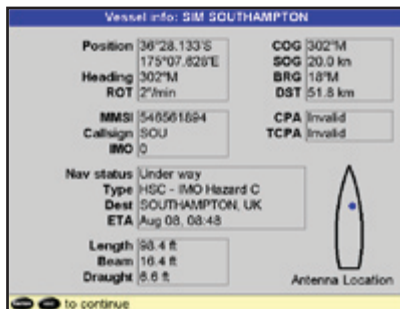 Vessel info: SIM SOUTHAMPTON
Position 36°28.133'S
175°07.628'E
Heading 302°M
ROT 2°/min
COG 302°M
SOG 20.0 kn
BRG 18°M
DST 51.8 km
MMSI 548561894
Callsign SOU
IMO 0
CPA Invalid
TCPA Invalid
Nav status Under way
Type HSC - IMO Hazard C
Dest SOUTHAMPTON, UK
ETA Aug 08, 08:48
Length 98.4 ft
Beam 16.4 ft
Draught 6.6 ft
Antenna Location
to continue